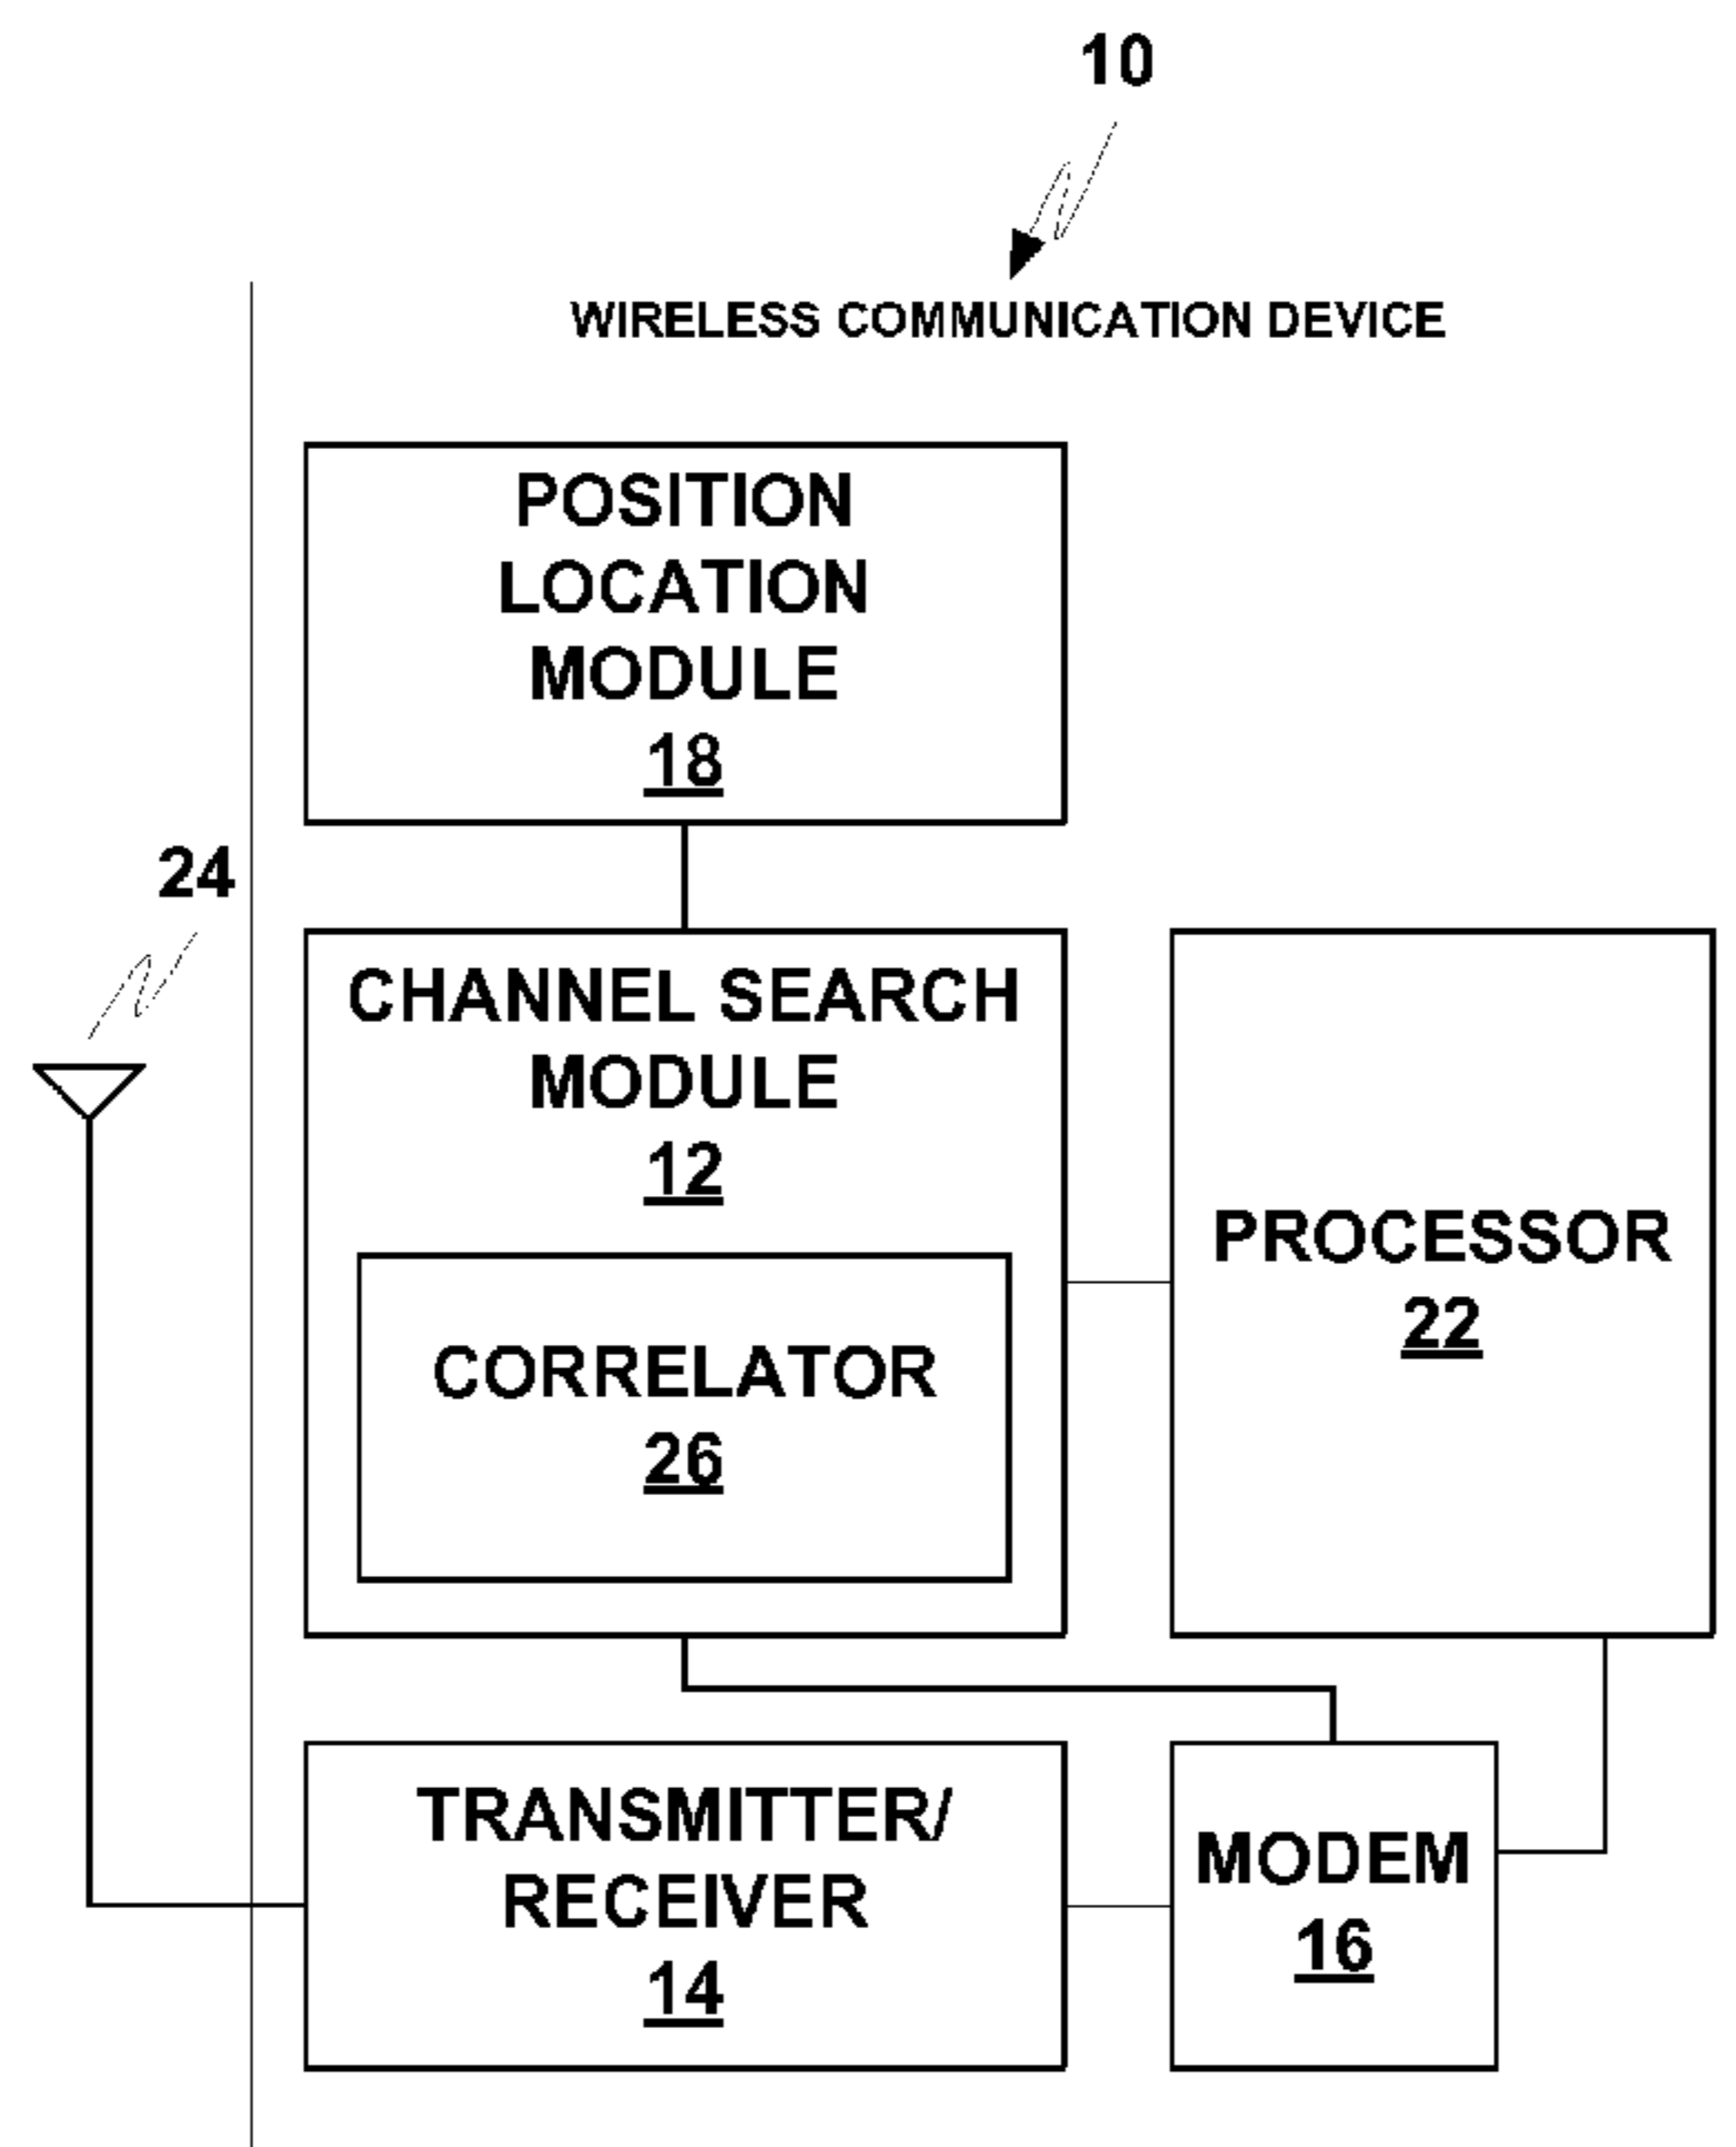 10
WIRELESS COMMUNICATION DEVICE
POSITION
LOCATION
MODULE
18
24
CHANNEL SEARCH
MODULE
12
CORRELATOR
26
PROCESSOR
22
TRANSMITTER/
RECEIVER
14
MODEM
16